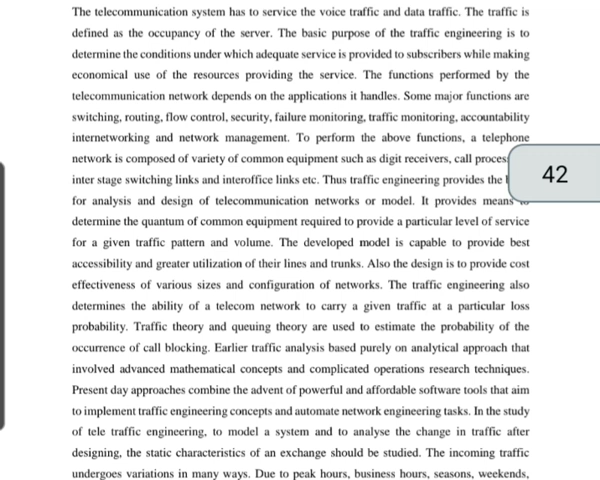 The telecommunication system has to service the voice traffic and data traffic. The traffic is
defined as the occupancy of the server. The basic purpose of the traffic engineering is to
determine the conditions under which adequate service is provided to subscribers while making
economical use of the resources providing the service. The functions performed by the
telecommunication network depends on the applications it handles. Some major functions are
switching, routing, flow control, security, failure monitoring, traffic monitoring, accountability
internetworking and network management. To perform the above functions, a telephone
network is composed of variety of common equipment such as digit receivers, call proces
inter stage switching links and interoffice links etc. Thus traffic engineering provides the
42
for analysis and design of telecommunication networks or model. It provides means to
determine the quantum of common equipment required to provide a particular level of service
for a given traffic pattern and volume. The developed model is capable to provide best
accessibility and greater utilization of their lines and trunks. Also the design is to provide cost
effectiveness of various sizes and configuration of networks. The traffic engineering also
determines the ability of a telecom network to carry a given traffic at a particular loss
probability. Traffic theory and queuing theory are used to estimate the probability of the
occurrence of call blocking. Earlier traffic analysis based purely on analytical approach that
involved advanced mathematical concepts and complicated operations research techniques.
Present day approaches combine the advent of powerful and affordable software tools that aim
to implement traffic engineering concepts and automate network engineering tasks. In the study
of tele traffic engineering, to model a system and to analyse the change in traffic after
designing, the static characteristics of an exchange should be studied. The incoming traffic
undergoes variations in many ways. Due to peak hours, business hours, seasons, weekends,